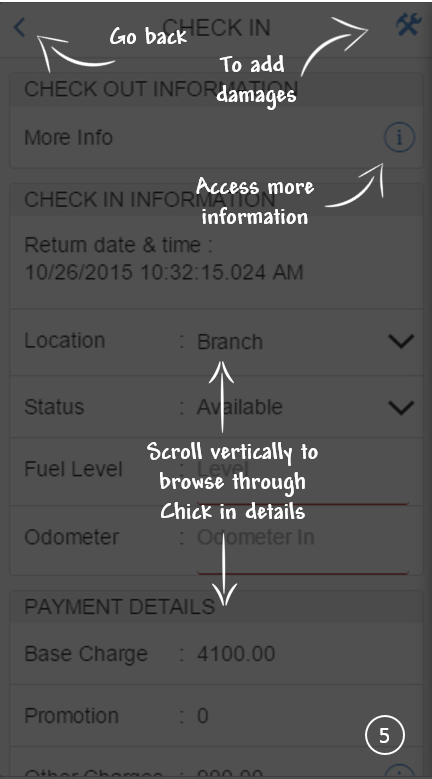 CHECK IN
Go back
To add
damages
CHECK OUT INFORMATION
More Info
i
Access more
information
CHECK IN INFORMATION
Return date & time :
10/26/2015 10:32:15.024 AM
Location : Branch
Status : Available
Scroll vertically to
browse through
Chick in details
Fuel Level : Level
Odometer : Odometer In
PAYMENT DETAILS
Base Charge : 4100.00
Promotion : 0
5
Other Charges :